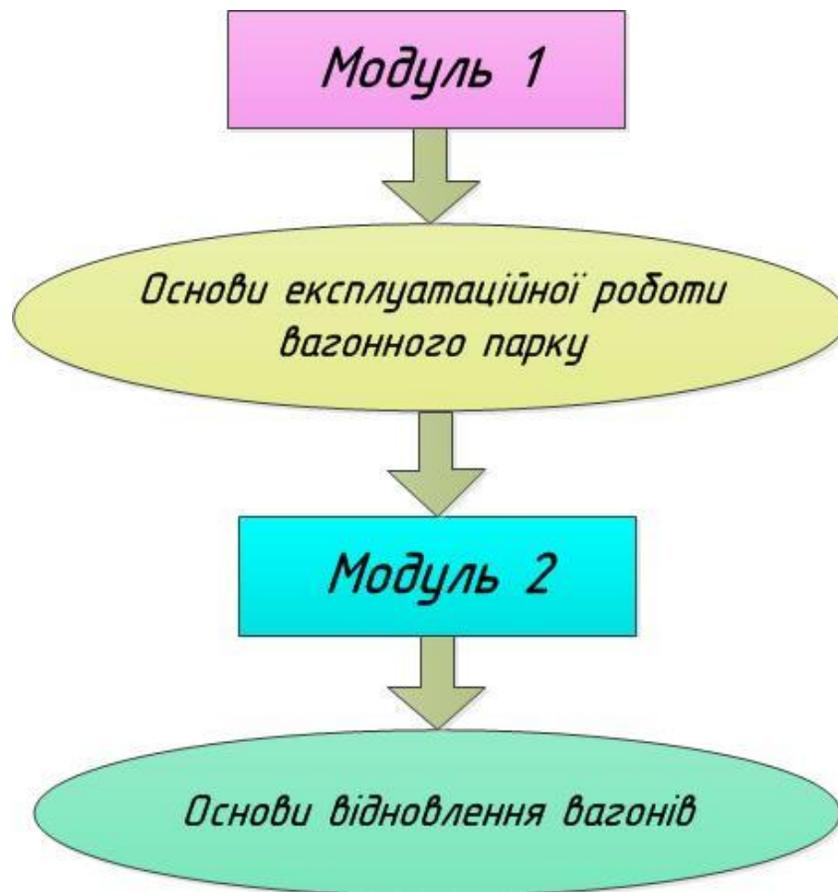 Модуль 1
Основи експлуатаційної роботи
вагонного парку
Модуль 2
Основи відновлення вагонів